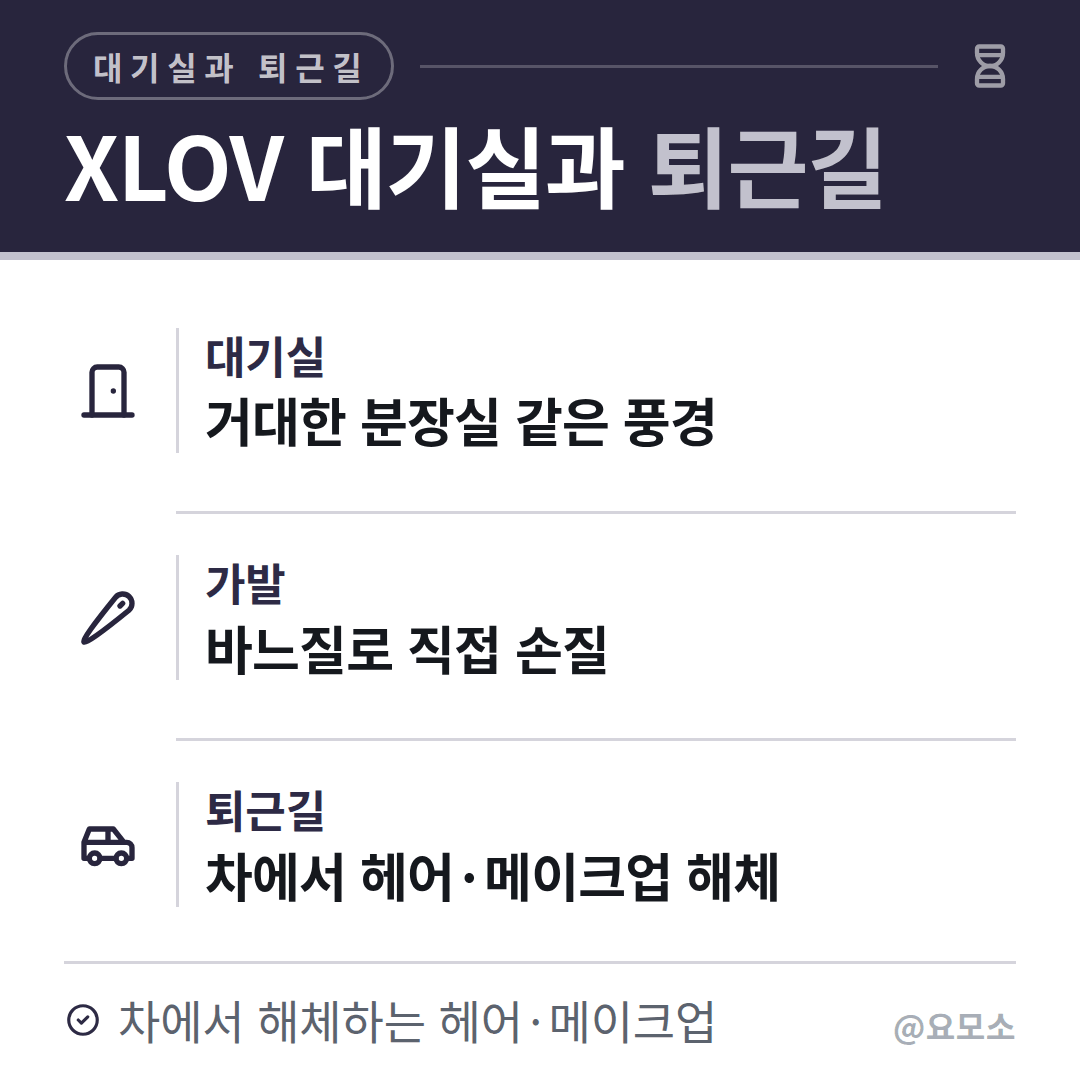 대기실과 퇴근길
XLOV 대기실과 퇴근길
대기실
거대한 분장실 같은 풍경
가발
바느질로 직접 손질
퇴근길
차에서 헤어·메이크업 해체
차에서 해체하는 헤어·메이크업
@요모소